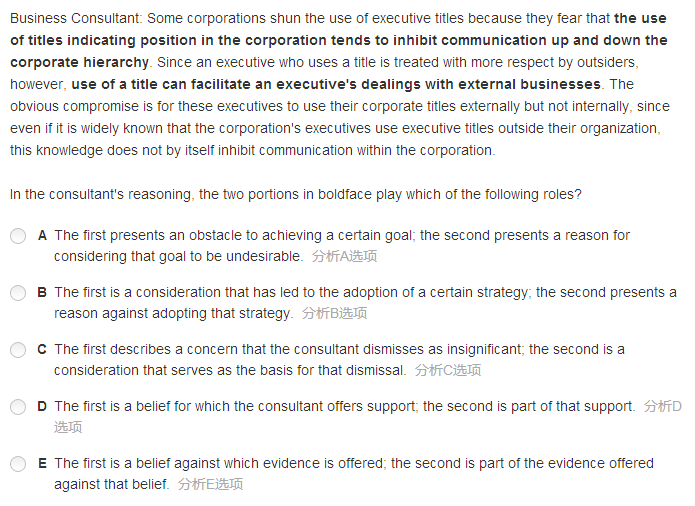 Business Consultant: Some corporations shun the use of executive titles because they fear that the use
of titles indicating position in the corporation tends to inhibit communication up and down the
corporate hierarchy. Since an executive who uses a title is treated with more respect by outsiders,
however, use of a title can facilitate an executive's dealings with external businesses. The
obvious compromise is for these executives to use their corporate titles externally but not internally, since
even if it is widely known that the corporation's executives use executive titles outside their organization,
this knowledge does not by itself inhibit communication within the corporation.
In the consultant's reasoning, the two portions in boldface play which of the following roles?
A The first presents an obstacle to achieving a certain goal; the second presents a reason for
considering that goal to be undesirable. 分析A选项
B The first is a consideration that has led to the adoption of a certain strategy; the second presents a
reason against adopting that strategy. 分析B选项
C The first describes a concern that the consultant dismisses as insignificant; the second is a
consideration that serves as the basis for that dismissal. 分析C选项
D The first is a belief for which the consultant offers support; the second is part of that support. 分析D
选项
E The first is a belief against which evidence is offered; the second is part of the evidence offered
against that belief. 分析E选项